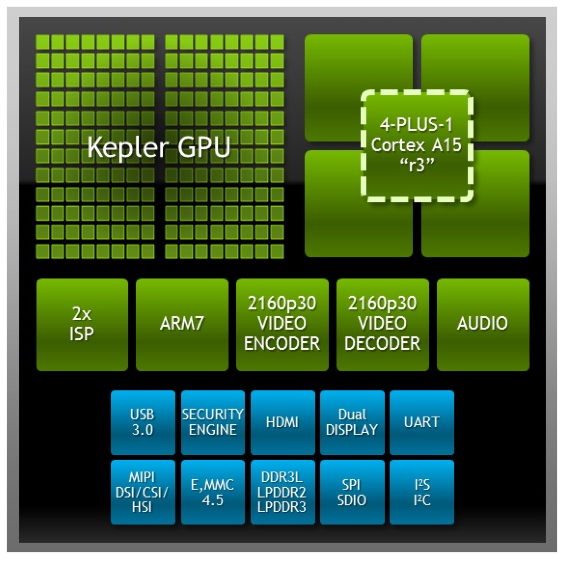 Kepler GPU
4-PLUS-1
Cortex A15
“r3”
2x
ISP
ARM7
2160p30
VIDEO
ENCODER
2160p30
VIDEO
DECODER
AUDIO
USB
3.0
SECURITY
ENGINE
HDMI
Dual
DISPLAY
UART
MIPI
DSI/CSI/
HSI
E,MMC
4.5
DDR3L
LPDDR2
LPDDR3
SPI
SDIO
I²S
I²C